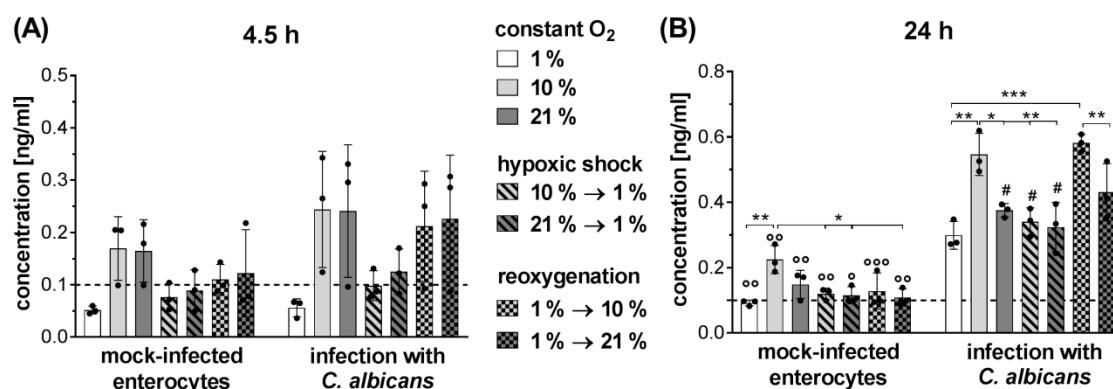 (A)
4.5 h
concentration [ng/ml]
0.5
0.4
0.3
0.2
0.1
0.0
mock-infected
enterocytes
infection with
C. albicans
constant O₂
1 %
10 %
21 %
hypoxic shock
10 % → 1 %
21 % → 1 %
reoxygenation
1 % → 10 %
1 % → 21 %
(B)
24 h
concentration [ng/ml]
0.8
0.6
0.4
0.2
0.0
***
** * ** **
# # #
** *
°° °° °° °° ° °°° °°
mock-infected
enterocytes
infection with
C. albicans